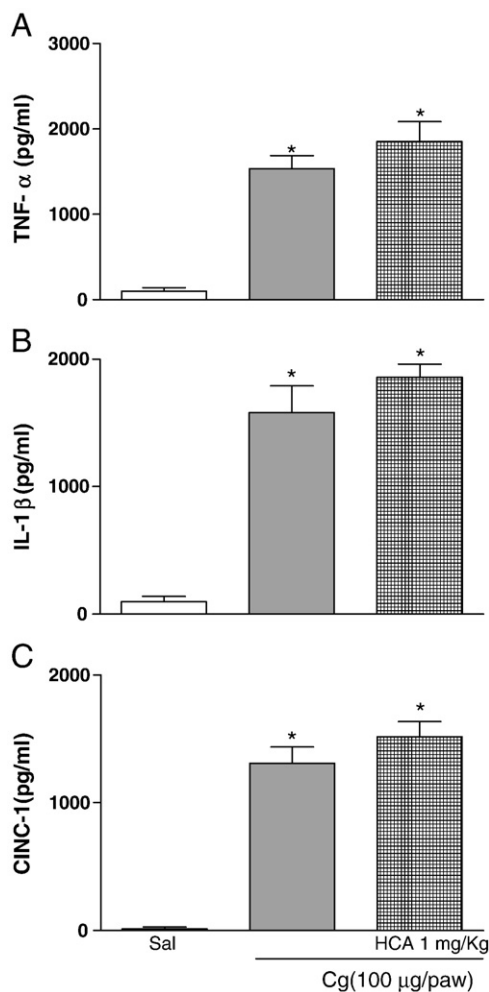 A
3000
2000
1000
0
TNF- α (pg/ml)
*
*
B
2000
1000
0
IL-1β (pg/ml)
*
*
C
2000
1000
0
CINC-1(pg/ml)
*
*
Sal
HCA 1 mg/Kg
Cg(100 μg/paw)